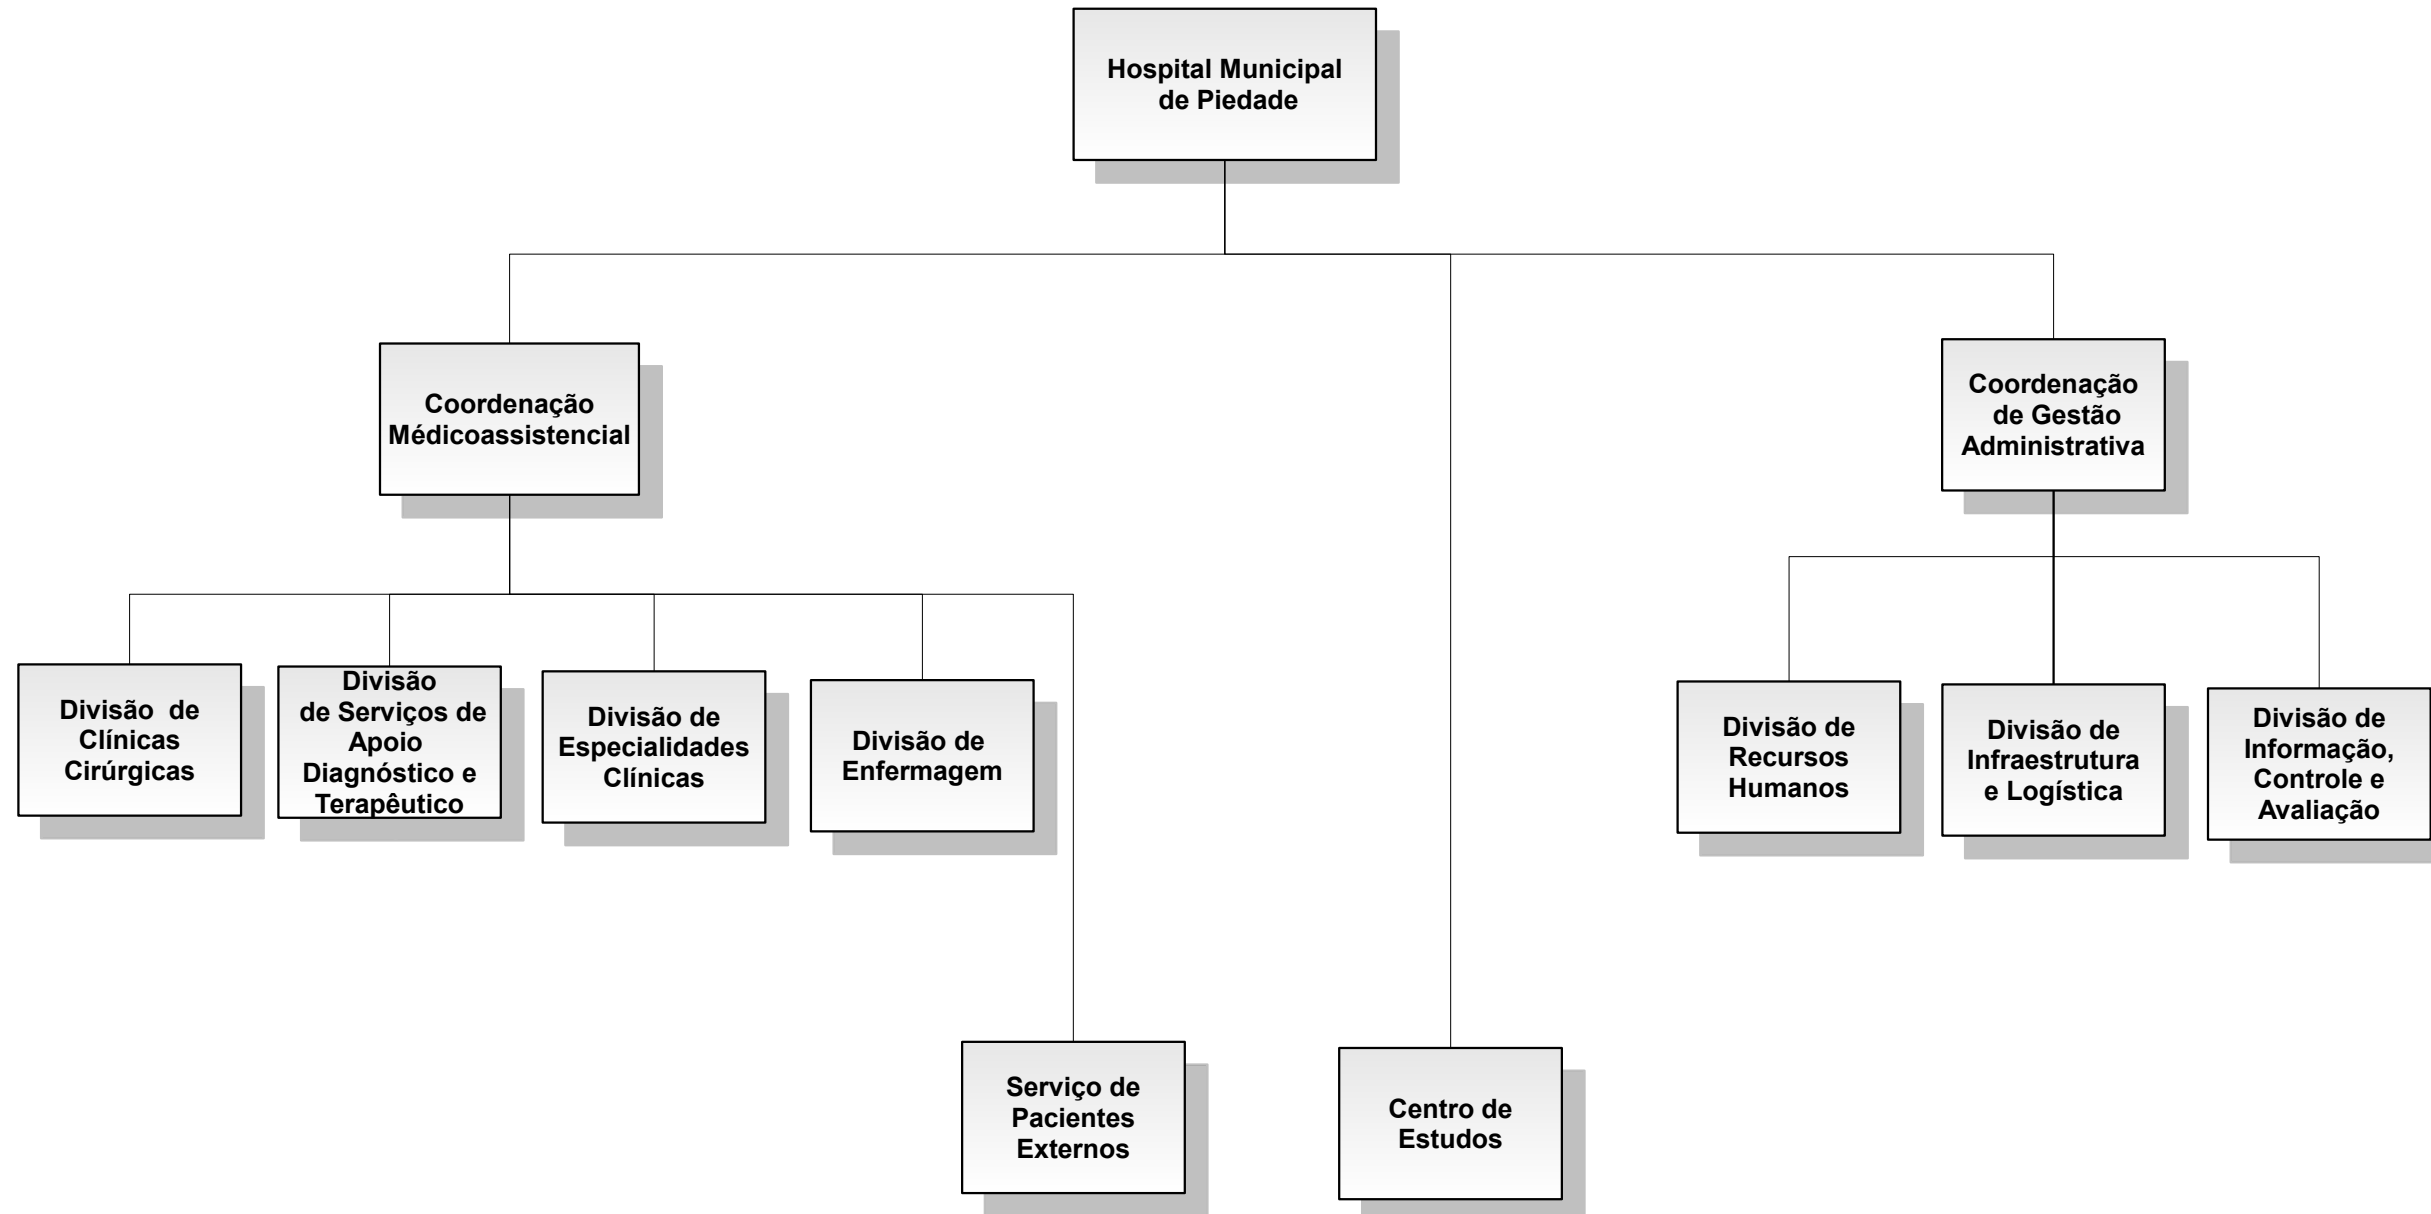 Hospital Municipal
de Piedade
Coordenação
Médicoassistencial
Coordenação
de Gestão
Administrativa
Divisão  de
Clínicas
Cirúrgicas
Divisão
de Serviços de
Apoio
Diagnóstico e
Terapêutico
Divisão de
Especialidades
Clínicas
Divisão de
Enfermagem
Divisão de
Recursos
Humanos
Divisão de
Infraestrutura
e Logística
Divisão de
Informação,
Controle e
Avaliação
Serviço de
Pacientes
Externos
Centro de
Estudos